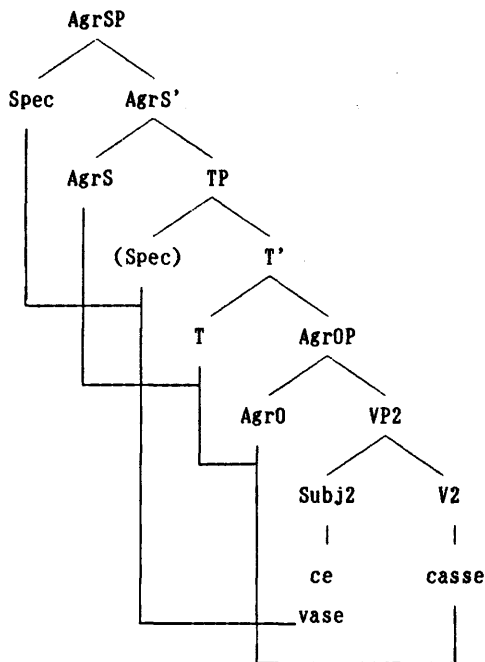 AgrSP
Spec AgrS'
AgrS TP
(Spec) T'
T AgrOP
AgrO VP2
Subj2 V2
ce casse
vase